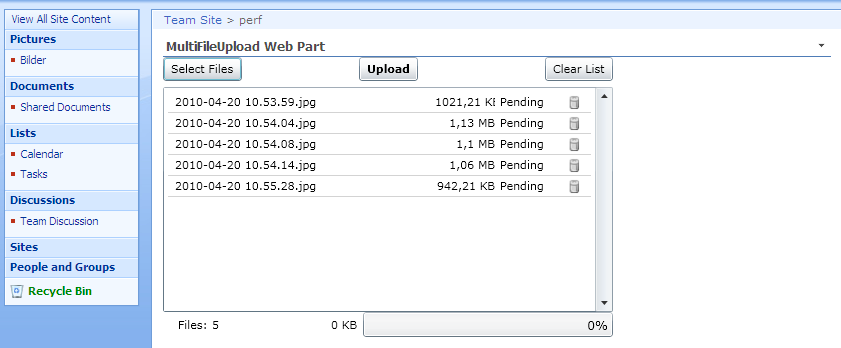 View All Site Content
Pictures
Bilder
Documents
Shared Documents
Lists
Calendar
Tasks
Discussions
Team Discussion
Sites
People and Groups
Recycle Bin
Team Site > perf
MultiFileUpload Web Part
Select Files Upload Clear List
2010-04-20 10.53.59.jpg 1021,21 KB Pending
2010-04-20 10.54.04.jpg 1,13 MB Pending
2010-04-20 10.54.08.jpg 1,1 MB Pending
2010-04-20 10.54.14.jpg 1,06 MB Pending
2010-04-20 10.55.28.jpg 942,21 KB Pending
Files: 5 0 KB 0%